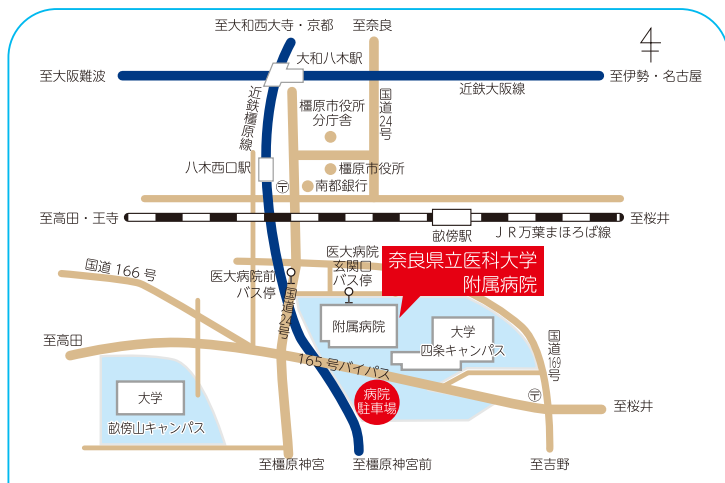 至大和西大寺・京都
至奈良
大和八木駅
至大阪難波
近鉄大阪線
至伊勢・名古屋
近鉄橿原線
国道24号
橿原市役所
分庁舎
八木西口駅
橿原市役所
〒
南都銀行
至高田・王寺
畝傍駅
JR万葉まほろば線
至桜井
医大病院
玄関口
バス停
奈良県立医科大学
附属病院
国道166号
医大病院前
バス停
国道24号
附属病院
大学
四条キャンパス
国道169号
至高田
165号バイパス
大学
畝傍山キャンパス
病院
駐車場
〒
至桜井
至橿原神宮
至橿原神宮前
至吉野